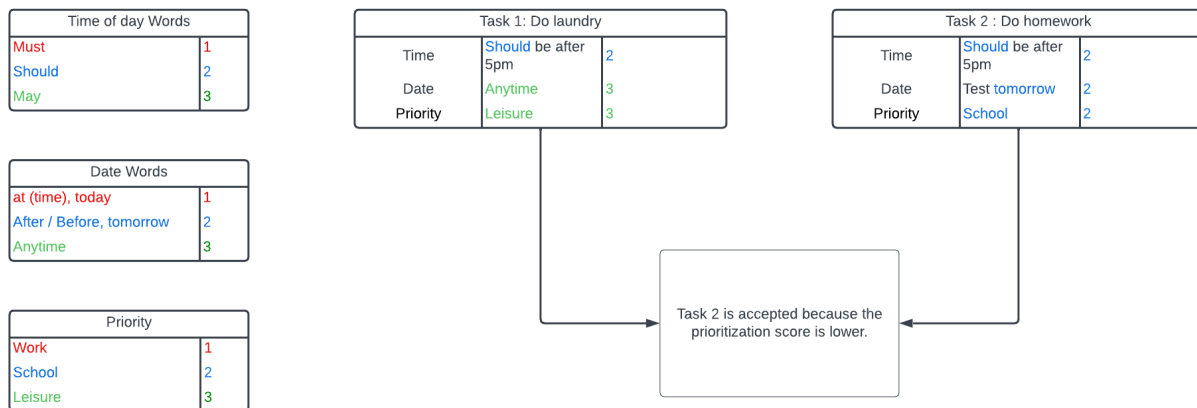 Time of day Words
Must 1
Should 2
May 3
Date Words
at (time), today 1
After / Before, tomorrow 2
Anytime 3
Priority
Work 1
School 2
Leisure 3
Task 1: Do laundry
Time Should be after 2
5pm
Date Anytime 3
Priority Leisure 3
Task 2 : Do homework
Time Should be after 2
5pm
Date Test tomorrow 2
Priority School 2
Task 2 is accepted because the
prioritization score is lower.